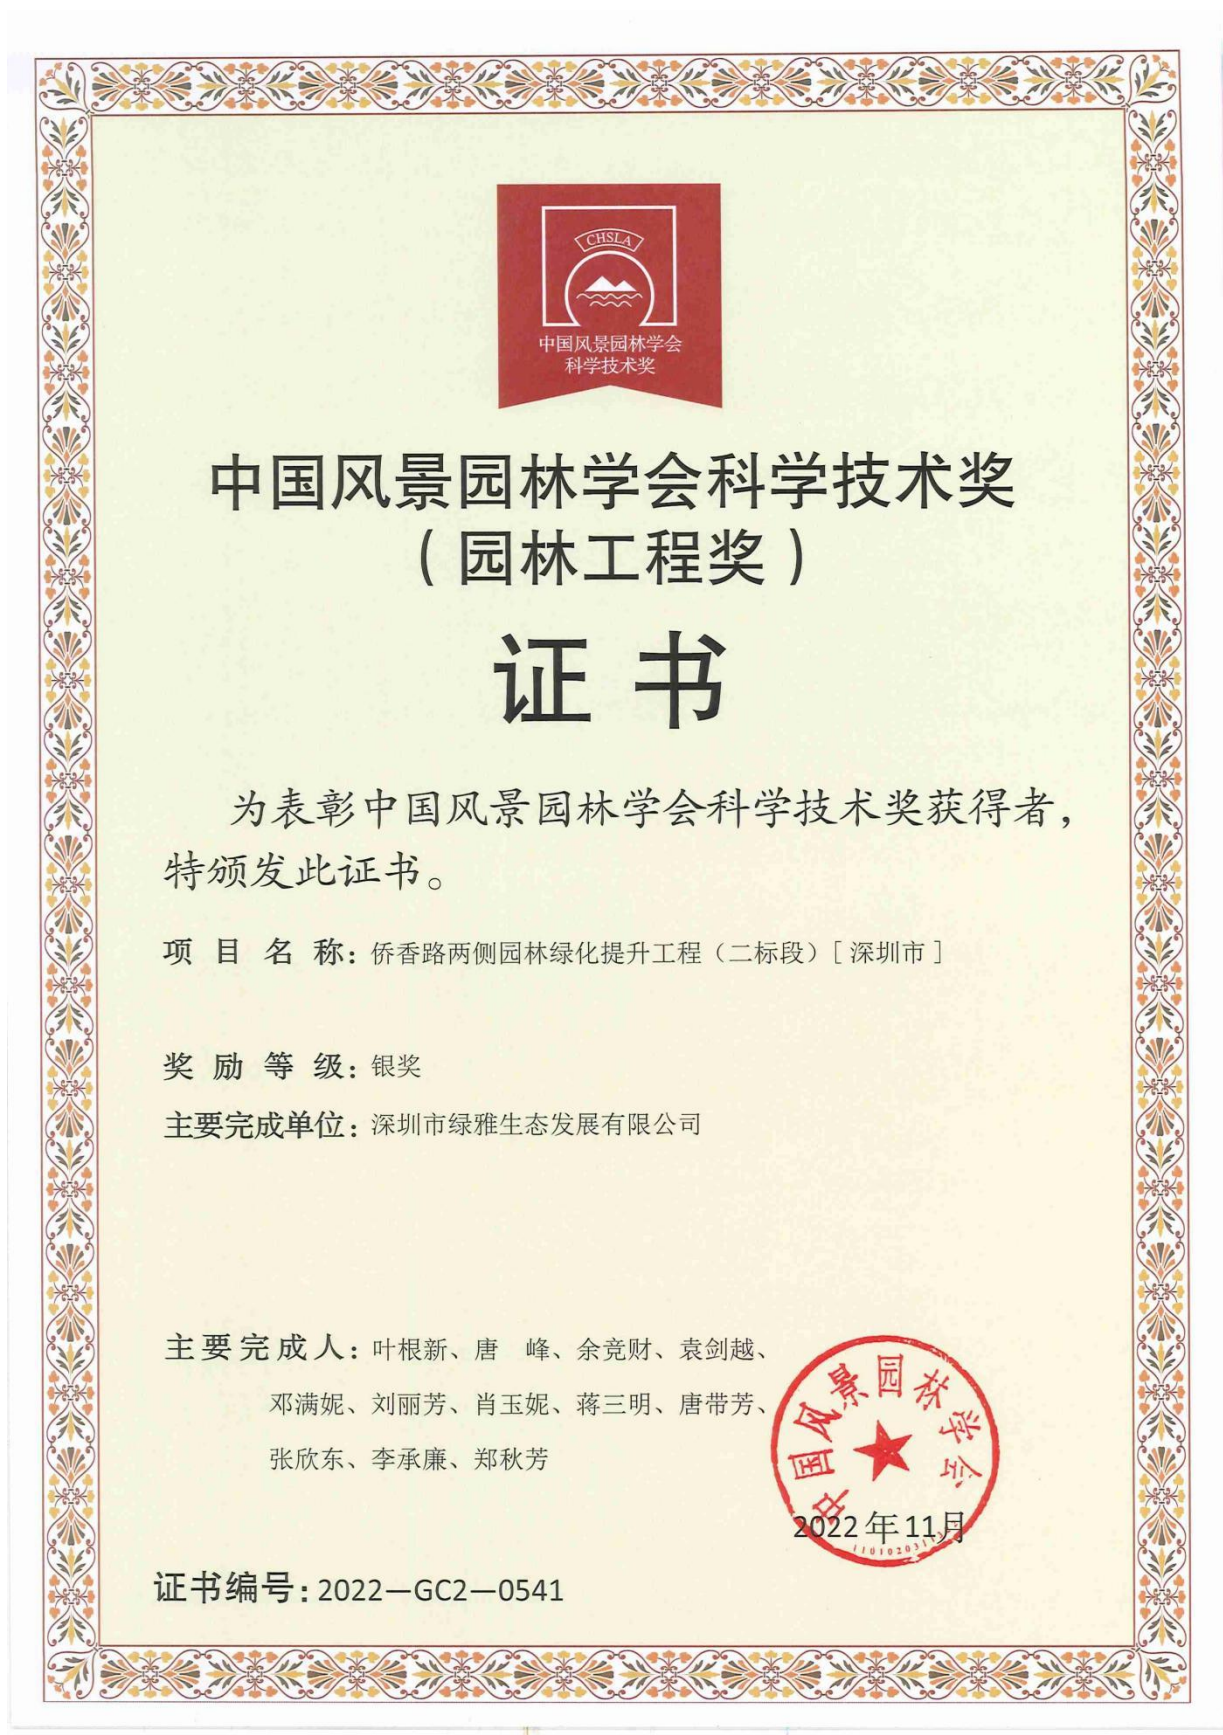 CHSLA
中国风景园林学会
科学技术奖
中国风景园林学会科学技术奖
（园林工程奖）
证书
为表彰中国风景园林学会科学技术奖获得者，
特颁发此证书。
项目名称：侨香路两侧园林绿化提升工程（二标段）[深圳市]
奖励等级：银奖
主要完成单位：深圳市绿雅生态发展有限公司
主要完成人：叶根新、唐　峰、余竞财、袁剑越、
邓满妮、刘丽芳、肖玉妮、蒋三明、唐带芳、
张欣东、李承廉、郑秋芳
中国风景园林学会
2022年11月
证书编号：2022—GC2—0541